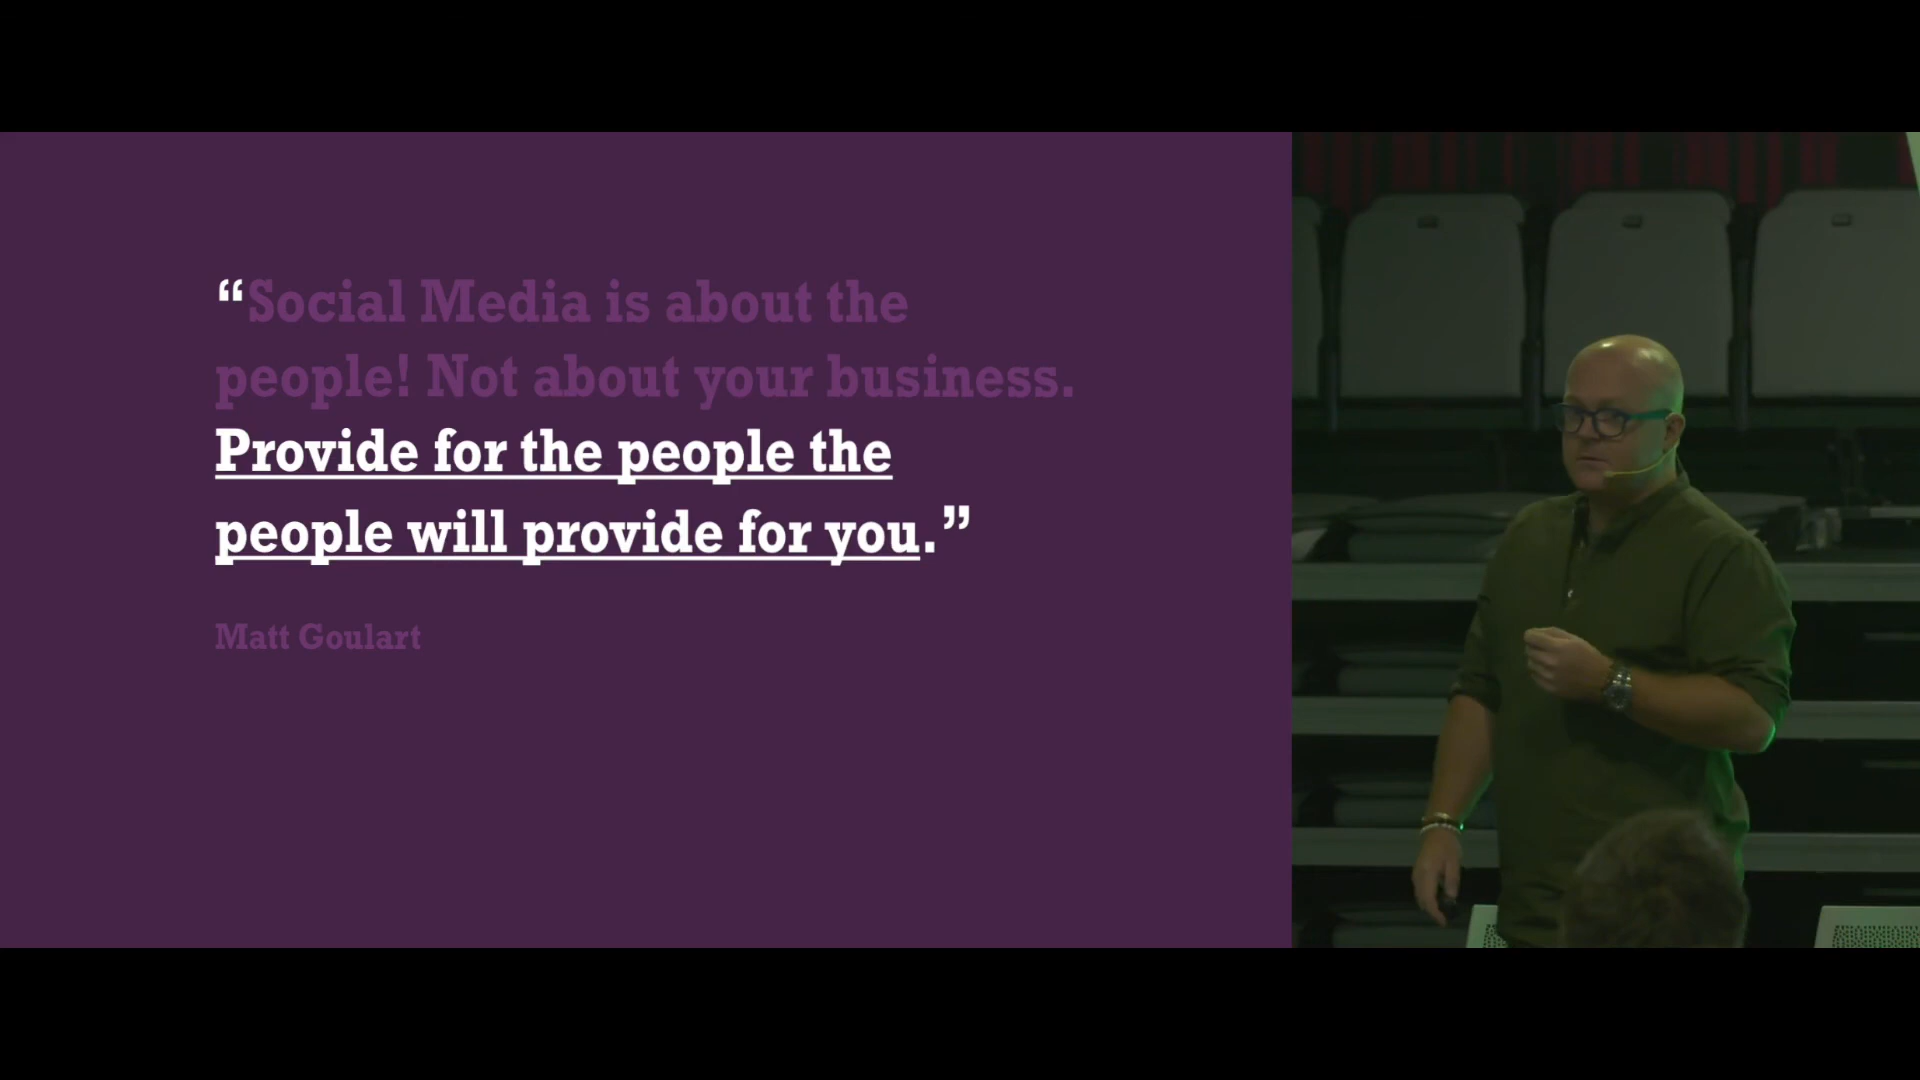 “Social Media is about the
people! Not about your business.
Provide for the people the
people will provide for you.”
Matt Goulart